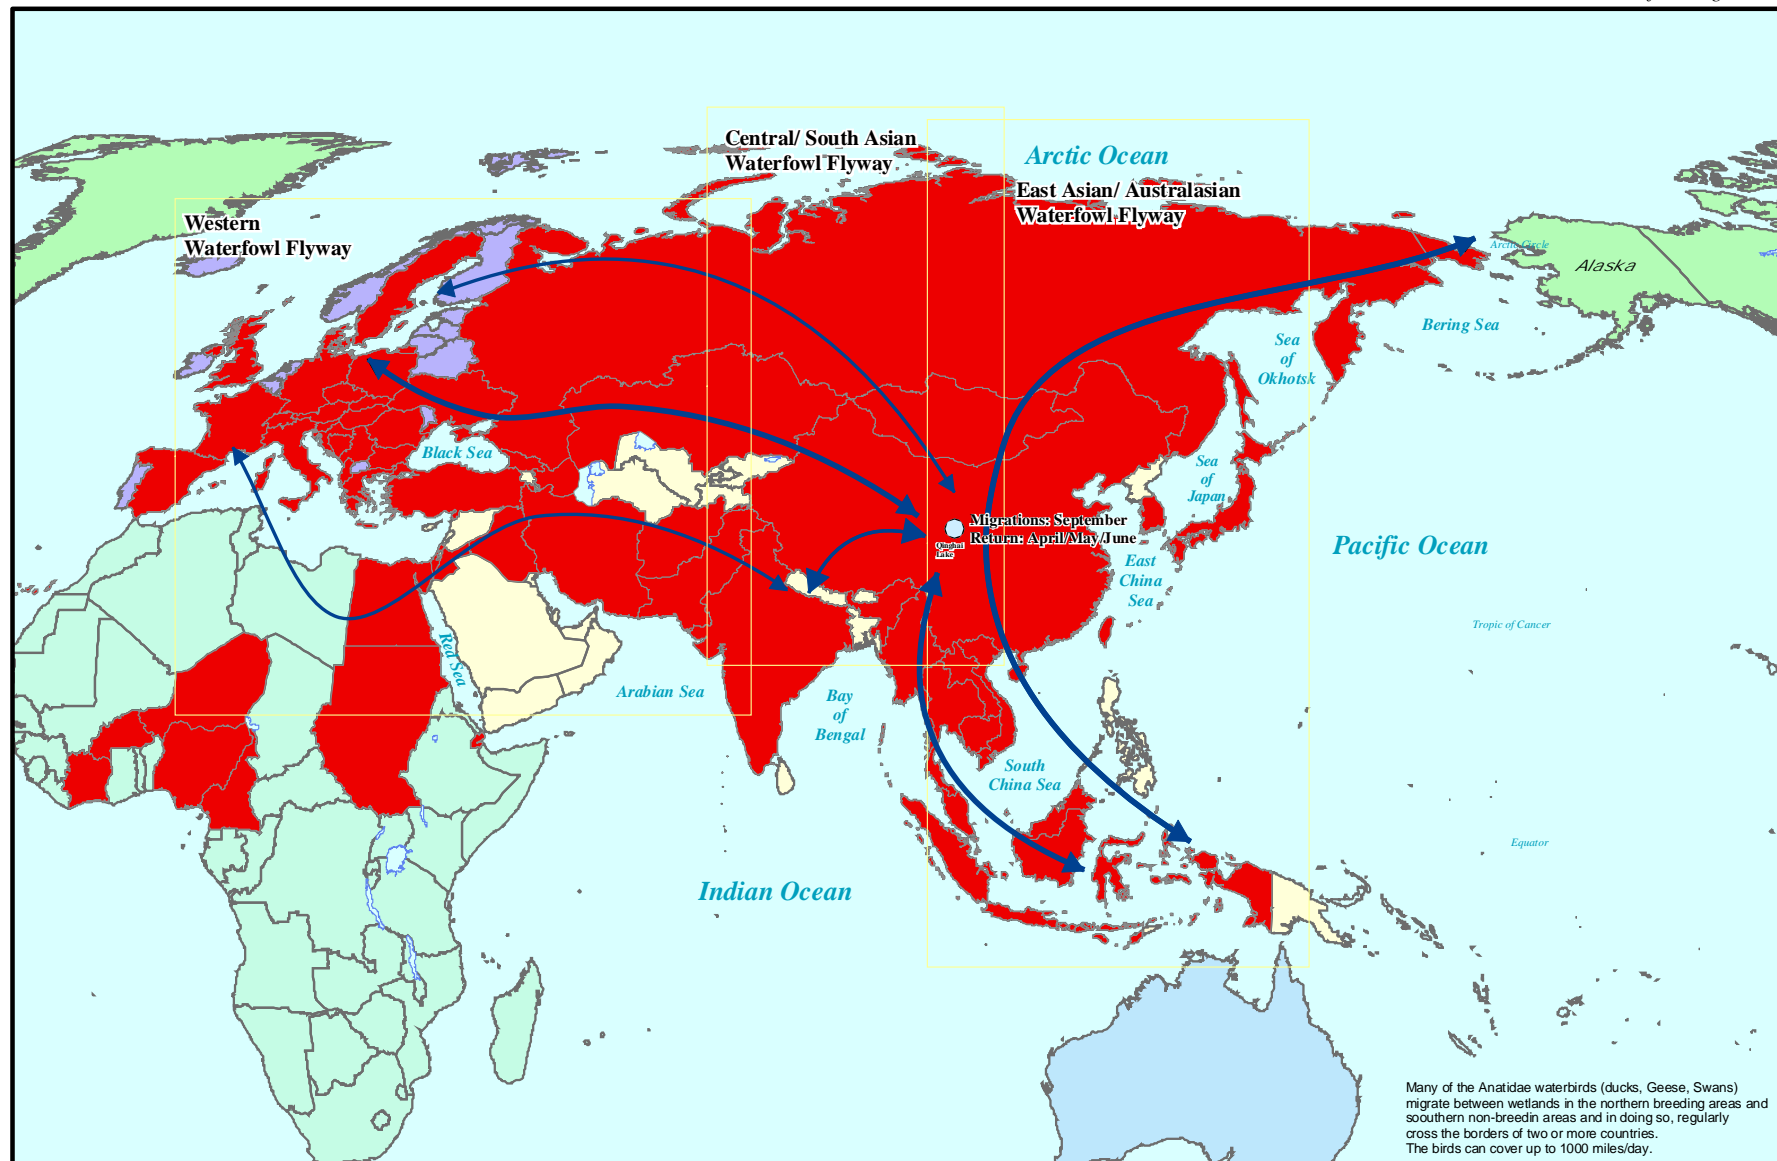 Central/ South Asian
Waterfowl Flyway
Arctic Ocean
East Asian/ Australasian
Waterfowl Flyway
Western
Waterfowl Flyway
Arctic Circle
Alaska
Bering Sea
Sea
of
Okhotsk
Black Sea
Sea
of
Japan
Migrations: September
Return: April/May/June
Qinghai
Lake
Pacific Ocean
East
China
Sea
Tropic of Cancer
Red Sea
Arabian Sea
Bay
of
Bengal
South
China Sea
Equator
Indian Ocean
Many of the Anatidae waterbirds (ducks, Geese, Swans)
migrate between wetlands in the northern breeding areas and
soouthern non-breedin areas and in doing so, regularly
cross the borders of two or more countries.
The birds can cover up to 1000 miles/day.